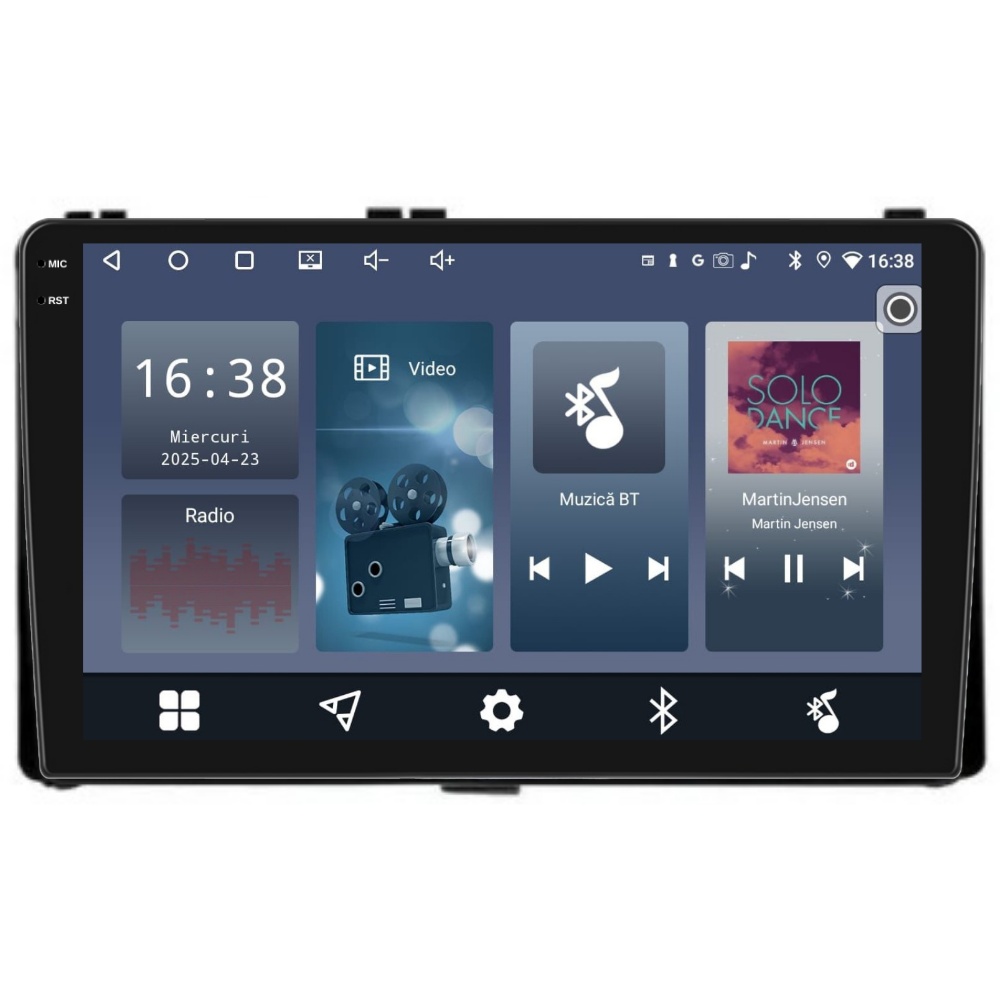 16:38
MIC
RST
16:38
Miercuri
2025-04-23
Radio
Video
Muzică BT
SOLO
DANCE
MARTIN JENSEN
MartinJensen
Martin Jensen